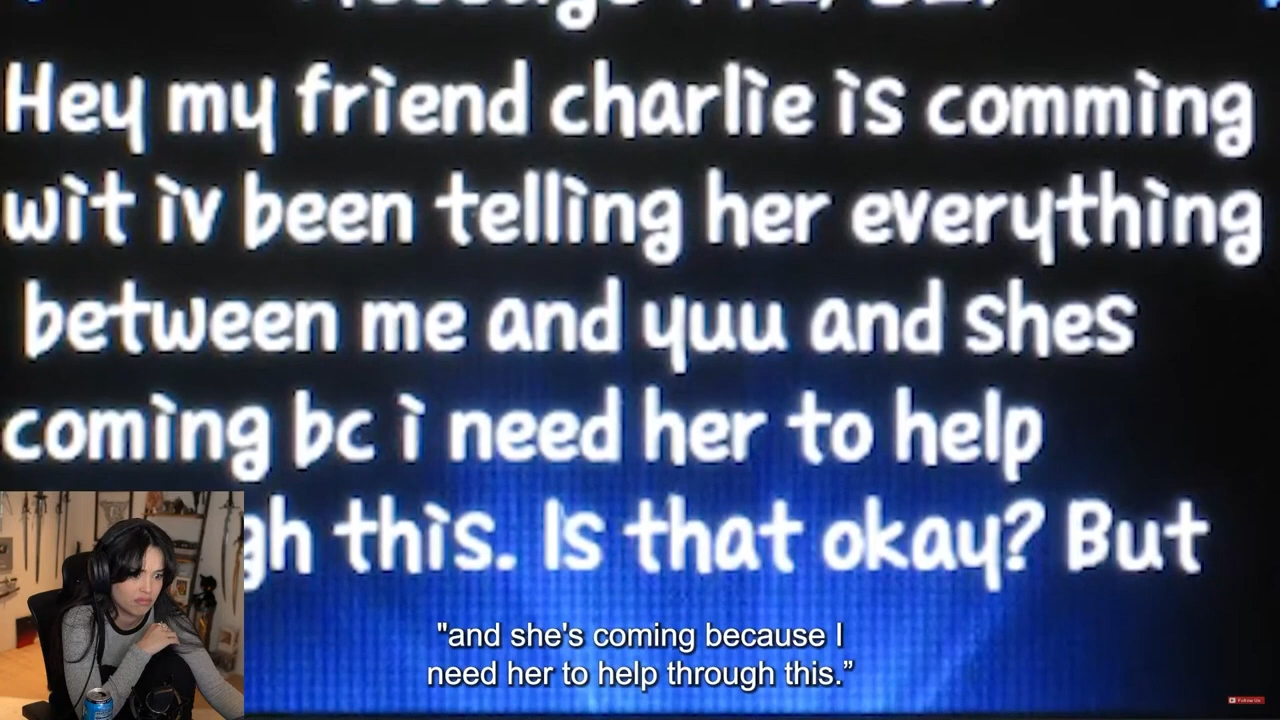 Hey my friend charlie is comming
wit iv been telling her everything
between me and yuu and shes
coming bc i need her to help
gh this. Is that okay? But
"and she's coming because I
need her to help through this.”
Follow Us